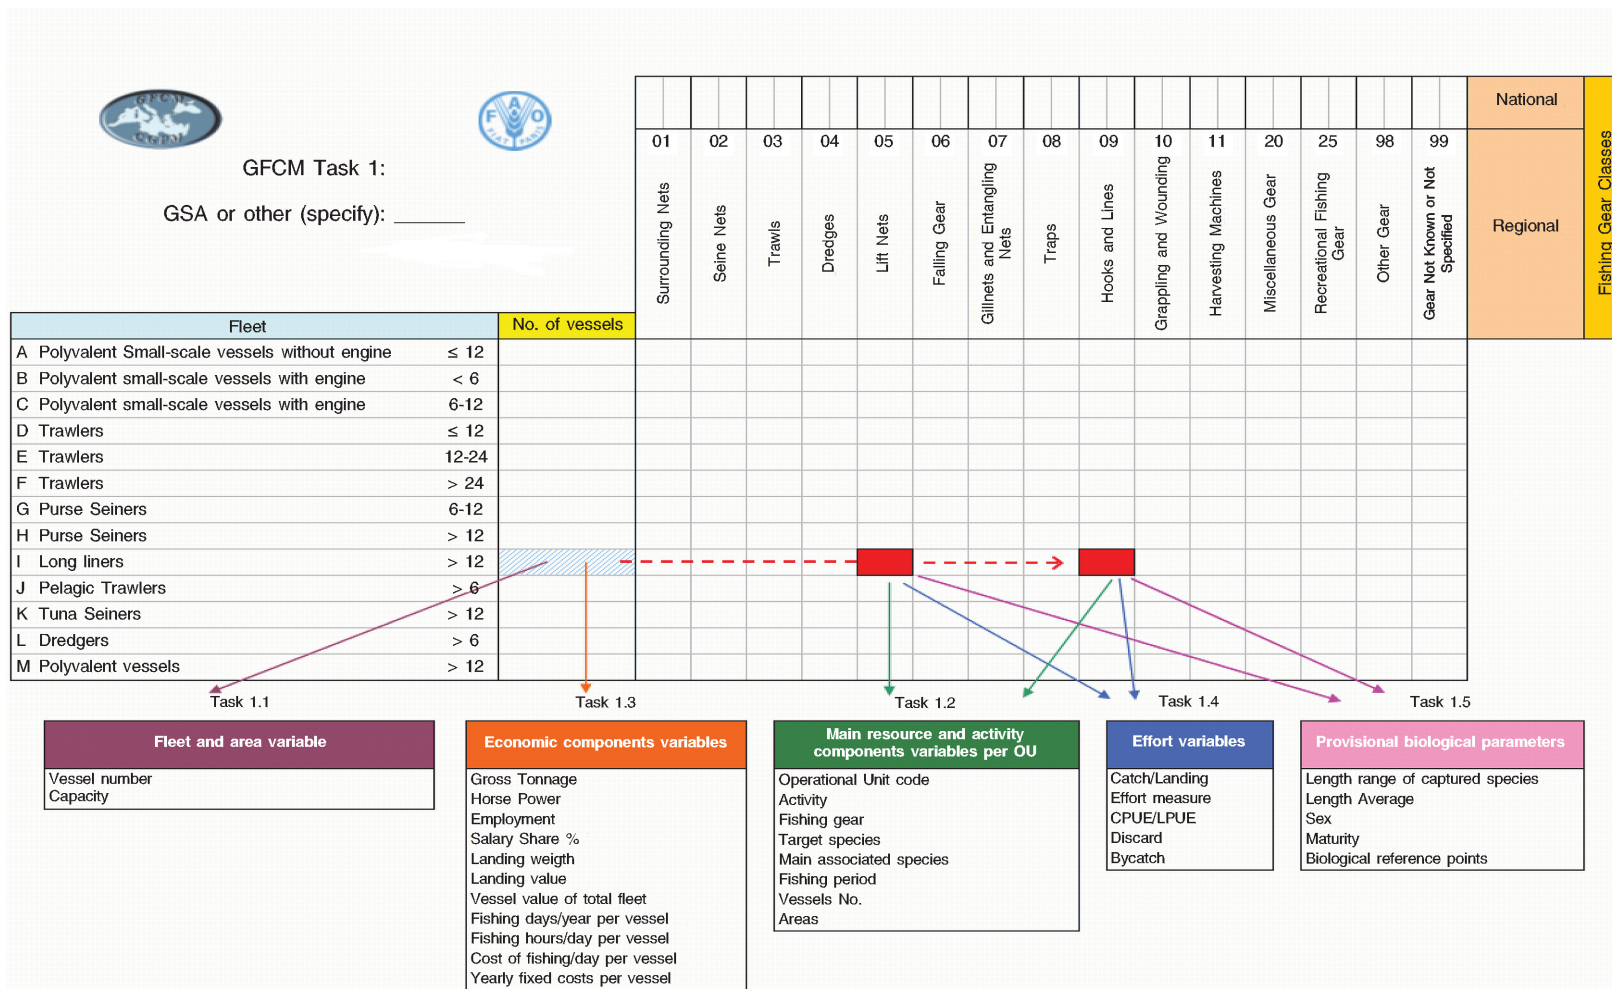 GFCM
CGPM
F A O
FIAT PANIS
GFCM Task 1:
GSA or other (specify): ______
National
Regional
Fishing Gear Classes
01 02 03 04 05 06 07 08 09 10 11 20 25 98 99
Surrounding Nets
Seine Nets
Trawls
Dredges
Lift Nets
Falling Gear
Gillnets and Entangling
Nets
Traps
Hooks and Lines
Grappling and Wounding
Harvesting Machines
Miscellaneous Gear
Recreational Fishing
Gear
Other Gear
Gear Not Known or Not
Specified
Fleet No. of vessels
A Polyvalent Small-scale vessels without engine ≤ 12
B Polyvalent small-scale vessels with engine < 6
C Polyvalent small-scale vessels with engine 6-12
D Trawlers ≤ 12
E Trawlers 12-24
F Trawlers > 24
G Purse Seiners 6-12
H Purse Seiners > 12
I Long liners > 12
J Pelagic Trawlers > 6
K Tuna Seiners > 12
L Dredgers > 6
M Polyvalent vessels > 12
Task 1.1
Fleet and area variable
Vessel number
Capacity
Task 1.3
Economic components variables
Gross Tonnage
Horse Power
Employment
Salary Share %
Landing weigth
Landing value
Vessel value of total fleet
Fishing days/year per vessel
Fishing hours/day per vessel
Cost of fishing/day per vessel
Yearly fixed costs per vessel
Task 1.2
Main resource and activity
components variables per OU
Operational Unit code
Activity
Fishing gear
Target species
Main associated species
Fishing period
Vessels No.
Areas
Task 1.4
Effort variables
Catch/Landing
Effort measure
CPUE/LPUE
Discard
Bycatch
Task 1.5
Provisional biological parameters
Length range of captured species
Length Average
Sex
Maturity
Biological reference points